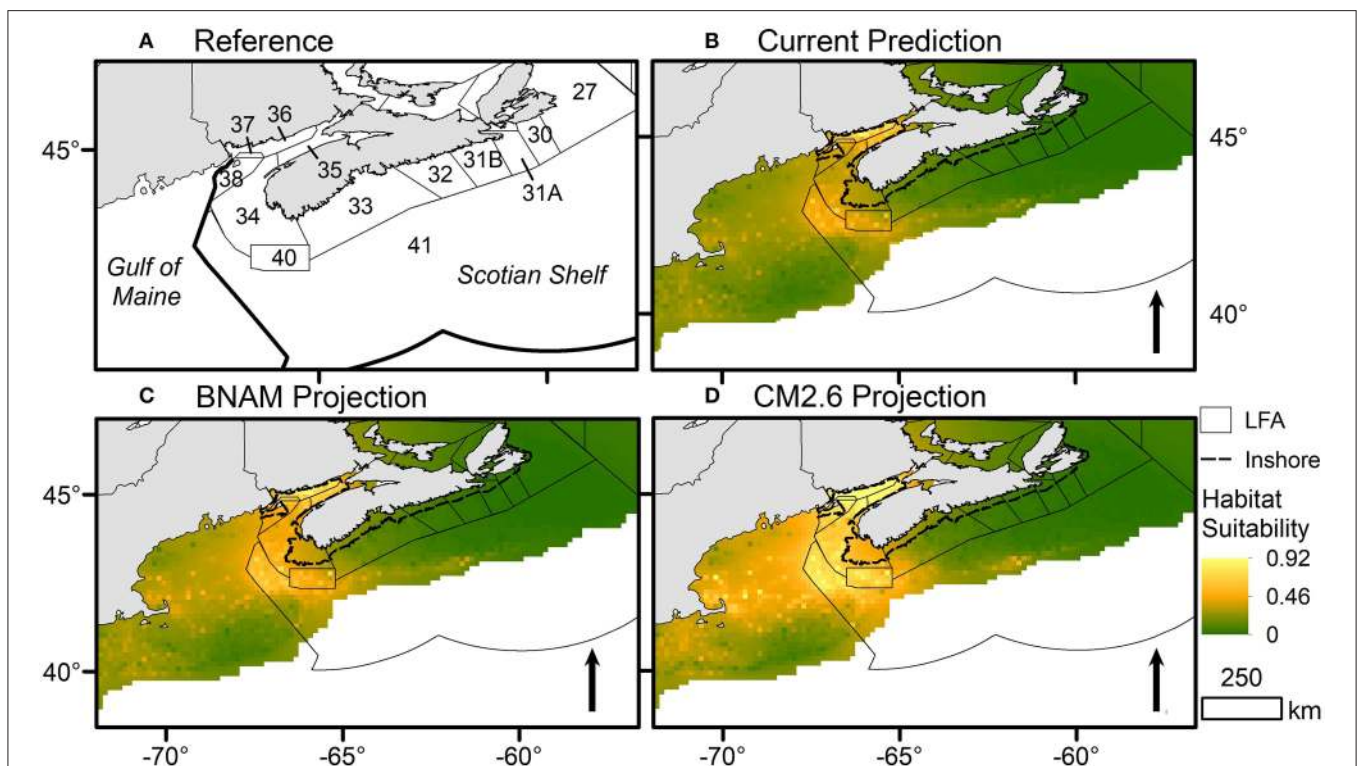 A Reference
B Current Prediction
27
36
37
45°
30
38
35
31B
32
31A
33
34
41
40
Gulf of
Maine
Scotian Shelf
45°
40°
C BNAM Projection
D CM2.6 Projection
45°
40°
-70° -65° -60°
-70° -65° -60°
LFA
Inshore
Habitat
Suitability
0.92
0.46
0
250
km